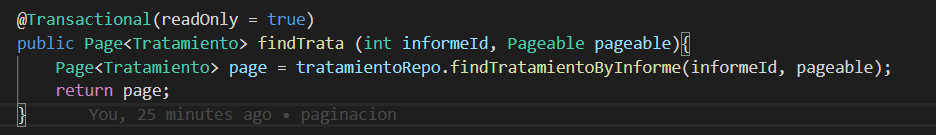 @Transactional(readOnly = true)
public Page<Tratamiento> findTrata (int informeId, Pageable pageable){
    Page<Tratamiento> page = tratamientoRepo.findTratamientoByInforme(informeId, pageable);
    return page;
}        You, 25 minutes ago • paginacion